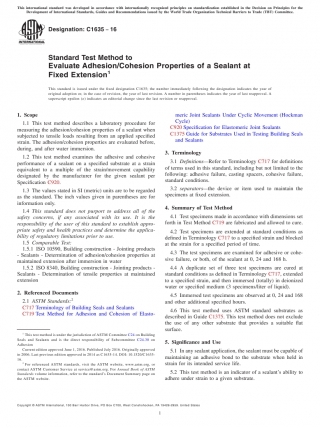 This international standard was developed in accordance with internationally recognized principles on standardization established in the Decision on Principles for the
Development of International Standards, Guides and Recommendations issued by the World Trade Organization Technical Barriers to Trade (TBT) Committee.
Designation: C1635 – 16
INTERNATIONAL
Standard Test Method to
Evaluate Adhesion/Cohesion Properties of a Sealant at
Fixed Extension¹
This standard is issued under the fixed designation C1635; the number immediately following the designation indicates the year of
original adoption or, in the case of revision, the year of last revision. A number in parentheses indicates the year of last reapproval. A
superscript epsilon (ε) indicates an editorial change since the last revision or reapproval.
1. Scope
1.1 This test method describes a laboratory procedure for
measuring the adhesion/cohesion properties of a sealant when
subjected to tensile loads resulting from an applied specified
strain. The adhesion/cohesion properties are evaluated before,
during, and after water immersion.
1.2 This test method examines the adhesive and cohesive
performance of a sealant on a specified substrate at a strain
equivalent to a multiple of the strain/movement capability
designated by the manufacturer for the given sealant per
Specification C920.
1.3 The values stated in SI (metric) units are to be regarded
as the standard. The inch values given in parentheses are for
information only.
1.4 This standard does not purport to address all of the
safety concerns, if any, associated with its use. It is the
responsibility of the user of this standard to establish appro-
priate safety and health practices and determine the applica-
bility of regulatory limitations prior to use.
1.5 Comparable Test
1.5.1 ISO 10590, Building construction - Jointing products
- Sealants - Determination of adhesion/cohesion properties at
maintained extension after immersion in water
1.5.2 ISO 8340, Building construction - Jointing products -
Sealants - Determination of tensile properties at maintained
extension
2. Referenced Documents
2.1 ASTM Standards:²
C717 Terminology of Building Seals and Sealants
C719 Test Method for Adhesion and Cohesion of Elasto-
¹ This test method is under the jurisdiction of ASTM Committee C24 on Building
Seals and Sealants and is the direct responsibility of Subcommittee C24.30 on
Adhesion.
² For referenced ASTM standards, visit the ASTM website, www.astm.org, or
contact ASTM Customer Service at service@astm.org. For Annual Book of ASTM
Standards volume information, refer to the standard's Document Summary page on
the ASTM website.
meric Joint Sealants Under Cyclic Movement (Hockman
Cycle)
C920 Specification for Elastomeric Joint Sealants
C1375 Guide for Substrates Used in Testing Building Seals
and Sealants
3. Terminology
3.1 Definitions—Refer to Terminology C717 for definitions
of terms used in this standard, including but not limited to the
following: adhesive failure, casting spacers, cohesive failure,
standard conditions.
3.2 separators—the device or item used to maintain the
specimens at fixed extension.
4. Summary of Test Method
4.1 Test specimens made in accordance with dimensions set
forth in Test Method C719 are fabricated and allowed to cure.
4.2 Test specimens are extended at standard conditions as
defined in Terminology C717 to a specified strain and blocked
at the strain for a specified period of time.
4.3 The test specimens are examined for adhesive or cohe-
sive failure, or both, of the sealant at 0, 24 and 168 h.
4.4 A duplicate set of three test specimens are cured at
standard conditions as defined in Terminology C717, extended
to a specified strain, and then immersed (totally) in deionized
water or specified medium (3 specimens/liter of liquid).
4.5 Immersed test specimens are observed at 0, 24 and 168
and other additional specified hours.
4.6 This test method uses ASTM standard substrates as
described in Guide C1375. This test method does not exclude
the use of any other substrate that provides a suitable flat
surface.
5. Significance and Use
5.1 In any sealant application, the sealant must be capable of
maintaining an adhesive bond to the substrate when held in
strain for its intended service life.
5.2 This test method is an indicator of a sealant's ability to
adhere under strain to a given substrate.
1